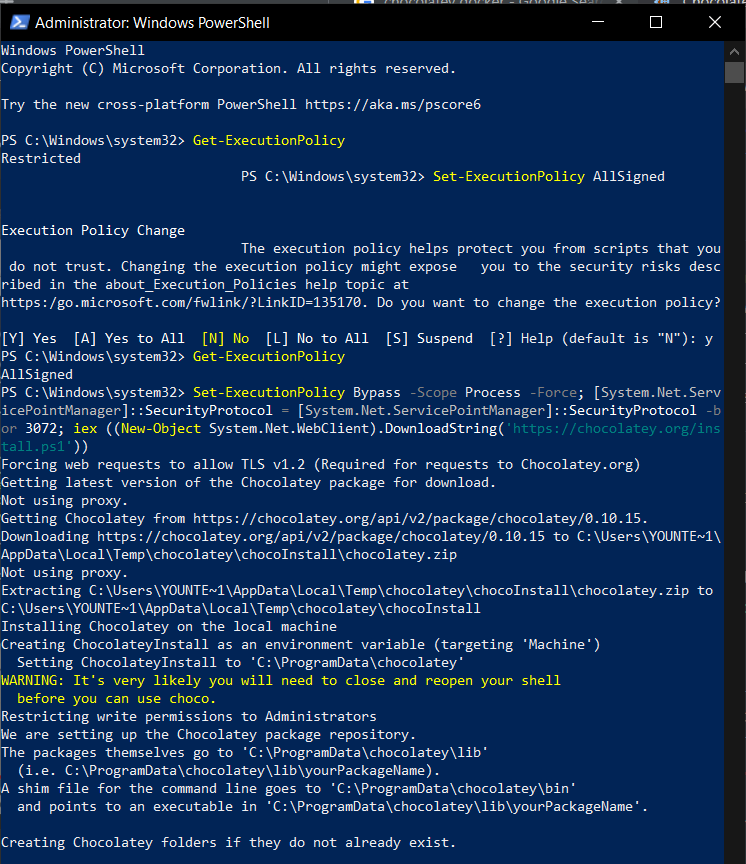 chocolatey docker - Google Sea
Chocolate
Administrator: Windows PowerShell
Windows PowerShell
Copyright (C) Microsoft Corporation. All rights reserved.
Try the new cross-platform PowerShell https://aka.ms/pscore6
PS C:\Windows\system32> Get-ExecutionPolicy
Restricted
PS C:\Windows\system32> Set-ExecutionPolicy AllSigned
Execution Policy Change
The execution policy helps protect you from scripts that you
do not trust. Changing the execution policy might expose   you to the security risks desc
ribed in the about_Execution_Policies help topic at
https:/go.microsoft.com/fwlink/?LinkID=135170. Do you want to change the execution policy?
[Y] Yes  [A] Yes to All  [N] No  [L] No to All  [S] Suspend  [?] Help (default is "N"): y
PS C:\Windows\system32> Get-ExecutionPolicy
AllSigned
PS C:\Windows\system32> Set-ExecutionPolicy Bypass -Scope Process -Force; [System.Net.Serv
icePointManager]::SecurityProtocol = [System.Net.ServicePointManager]::SecurityProtocol -b
or 3072; iex ((New-Object System.Net.WebClient).DownloadString('https://chocolatey.org/ins
tall.ps1'))
Forcing web requests to allow TLS v1.2 (Required for requests to Chocolatey.org)
Getting latest version of the Chocolatey package for download.
Not using proxy.
Getting Chocolatey from https://chocolatey.org/api/v2/package/chocolatey/0.10.15.
Downloading https://chocolatey.org/api/v2/package/chocolatey/0.10.15 to C:\Users\YOUNTE~1\
AppData\Local\Temp\chocolatey\chocoInstall\chocolatey.zip
Not using proxy.
Extracting C:\Users\YOUNTE~1\AppData\Local\Temp\chocolatey\chocoInstall\chocolatey.zip to
C:\Users\YOUNTE~1\AppData\Local\Temp\chocolatey\chocoInstall
Installing Chocolatey on the local machine
Creating ChocolateyInstall as an environment variable (targeting 'Machine')
  Setting ChocolateyInstall to 'C:\ProgramData\chocolatey'
WARNING: It's very likely you will need to close and reopen your shell
  before you can use choco.
Restricting write permissions to Administrators
We are setting up the Chocolatey package repository.
The packages themselves go to 'C:\ProgramData\chocolatey\lib'
  (i.e. C:\ProgramData\chocolatey\lib\yourPackageName).
A shim file for the command line goes to 'C:\ProgramData\chocolatey\bin'
  and points to an executable in 'C:\ProgramData\chocolatey\lib\yourPackageName'.
Creating Chocolatey folders if they do not already exist.